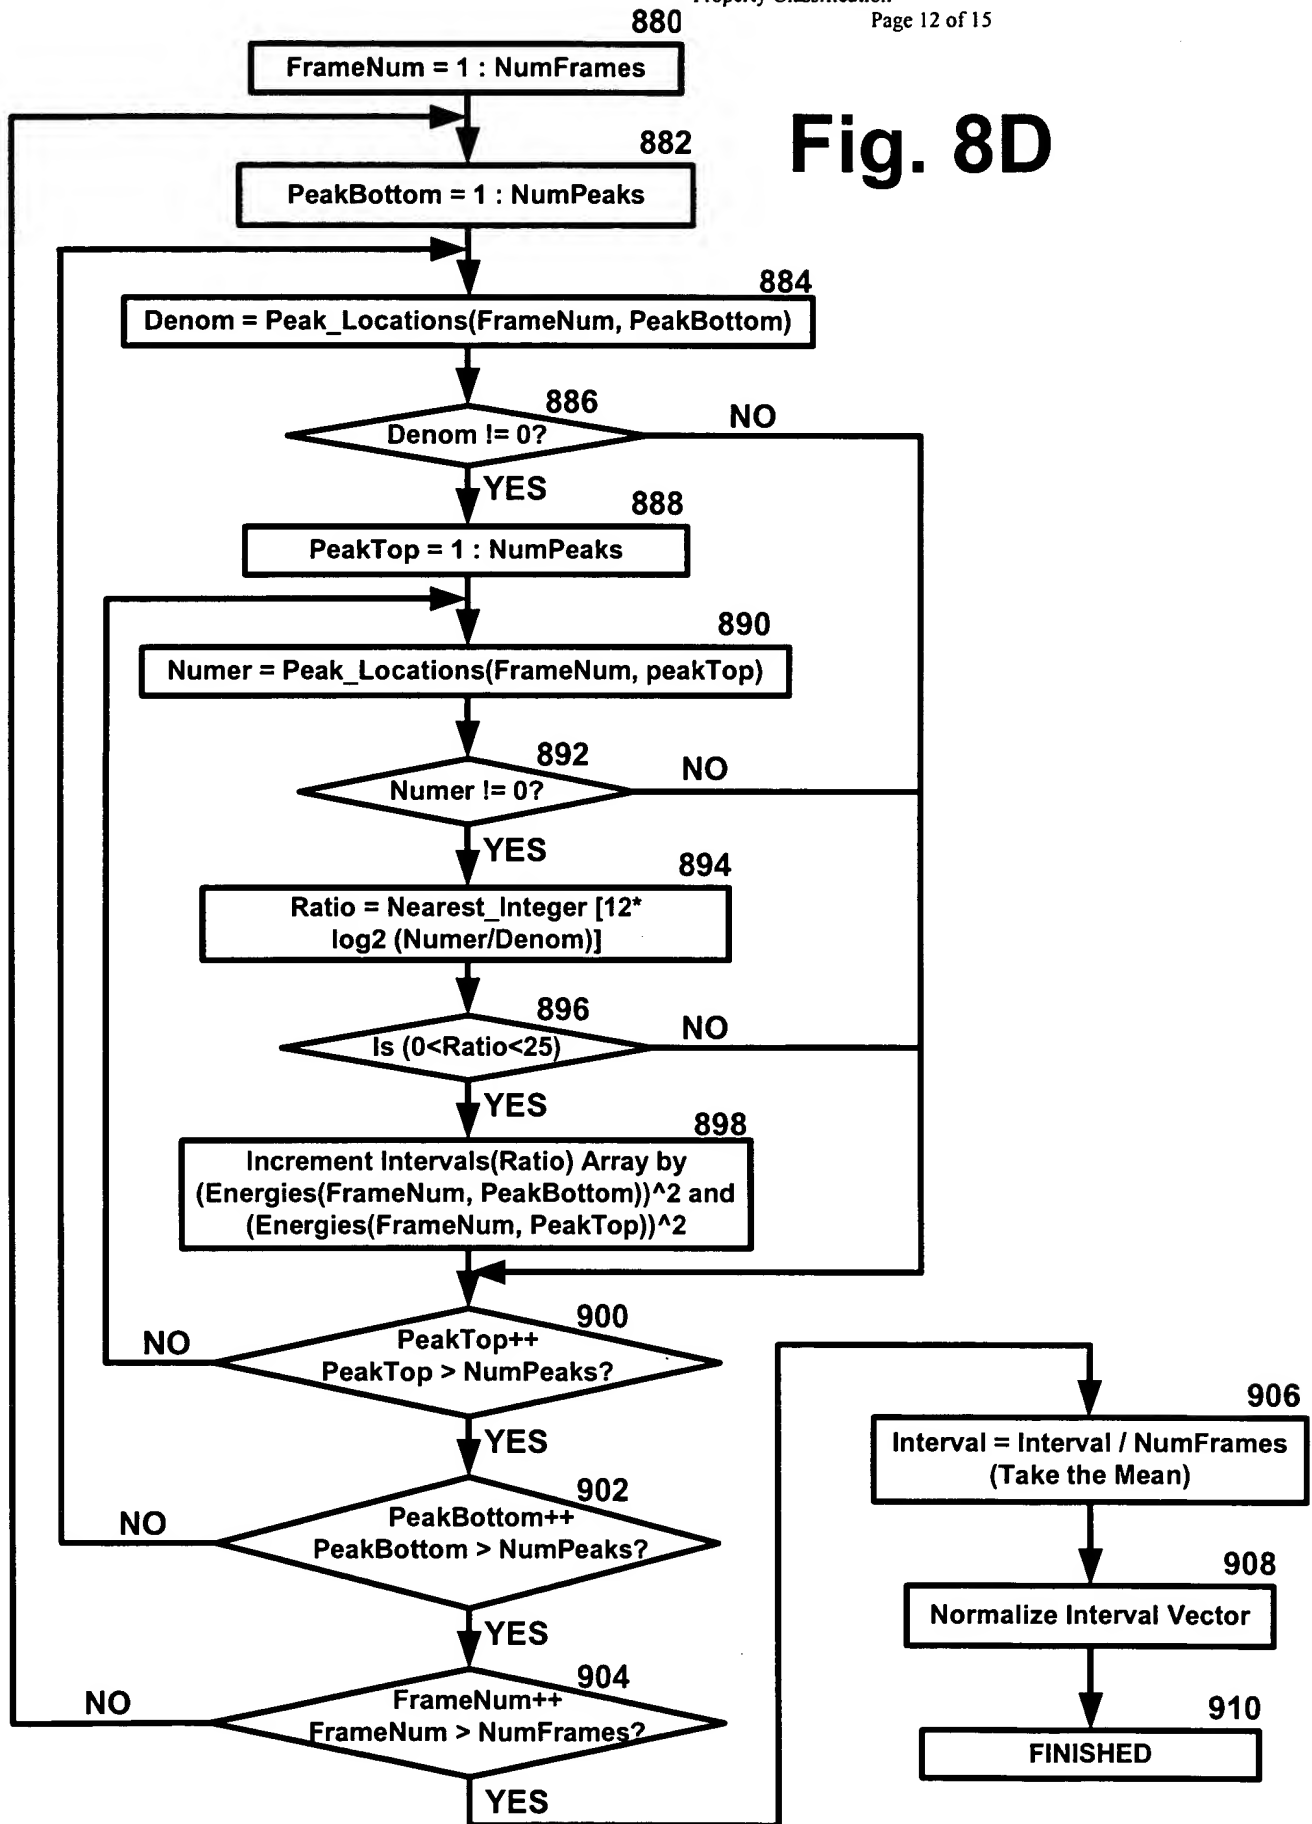 Property Classification
Page 12 of 15
Fig. 8D
880
FrameNum = 1 : NumFrames
882
PeakBottom = 1 : NumPeaks
884
Denom = Peak_Locations(FrameNum, PeakBottom)
886
Denom != 0?
NO
YES
888
PeakTop = 1 : NumPeaks
890
Numer = Peak_Locations(FrameNum, peakTop)
892
Numer != 0?
NO
YES
894
Ratio = Nearest_Integer [12*
log2 (Numer/Denom)]
896
Is (0<Ratio<25)
NO
YES
898
Increment Intervals(Ratio) Array by
(Energies(FrameNum, PeakBottom))^2 and
(Energies(FrameNum, PeakTop))^2
900
PeakTop++
PeakTop > NumPeaks?
NO
YES
902
PeakBottom++
PeakBottom > NumPeaks?
NO
YES
904
FrameNum++
FrameNum > NumFrames?
NO
YES
906
Interval = Interval / NumFrames
(Take the Mean)
908
Normalize Interval Vector
910
FINISHED